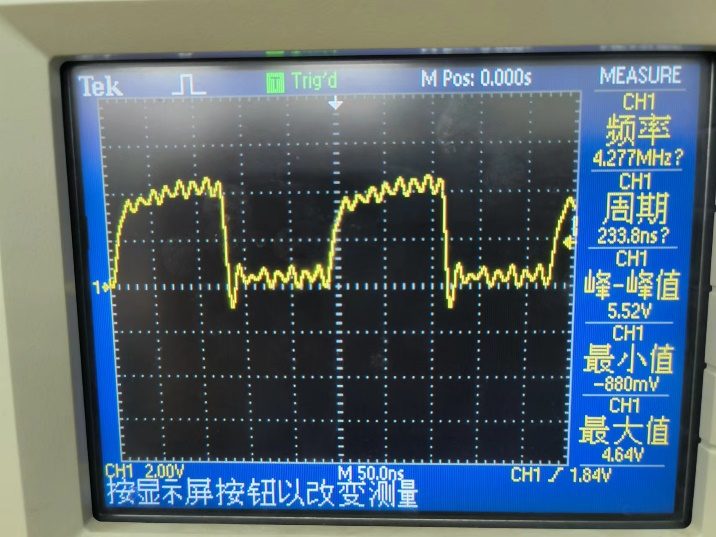 Tek
Trig'd
M Pos: 0.000s
MEASURE
CH1
频率
4.277MHz?
CH1
周期
233.8ns?
CH1
峰-峰值
5.52V
CH1
最小值
-880mV
CH1
最大值
4.64V
1
CH1 2.00V
M 50.0ns
CH1 1.84V
按显示屏按钮以改变测量